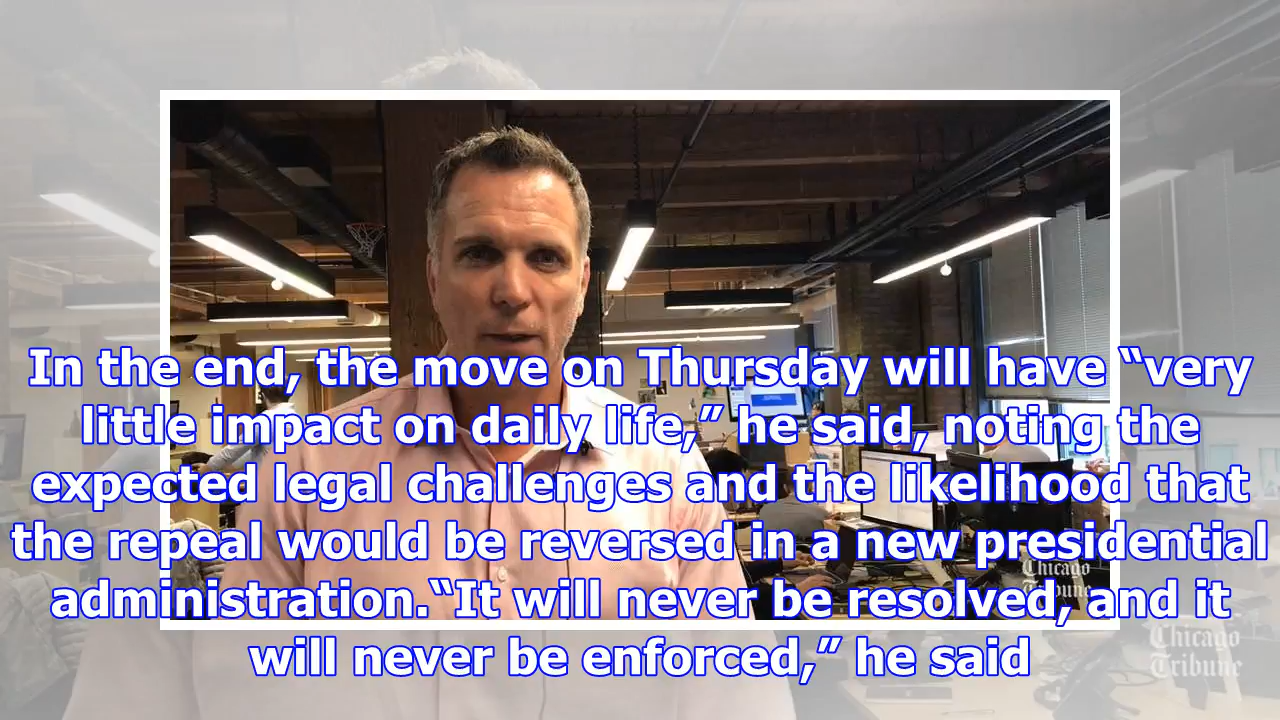 In the end, the move on Thursday will have “very
little impact on daily life,” he said, noting the
expected legal challenges and the likelihood that
the repeal would be reversed in a new presidential
administration.“It will never be resolved, and it
will never be enforced,” he said
Chicago
Tribune
Chicago
Tribune